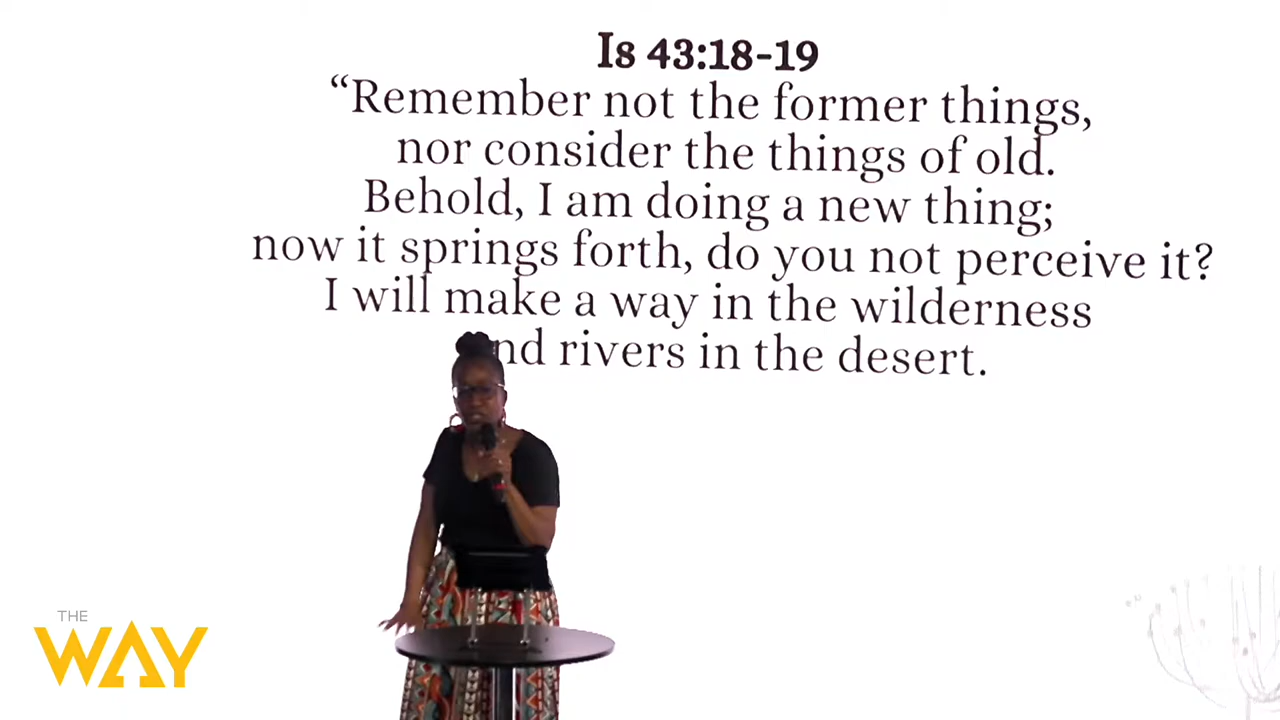 Is 43:18-19
“Remember not the former things,
nor consider the things of old.
Behold, I am doing a new thing;
now it springs forth, do you not perceive it?
I will make a way in the wilderness
nd rivers in the desert.
THE
WAY